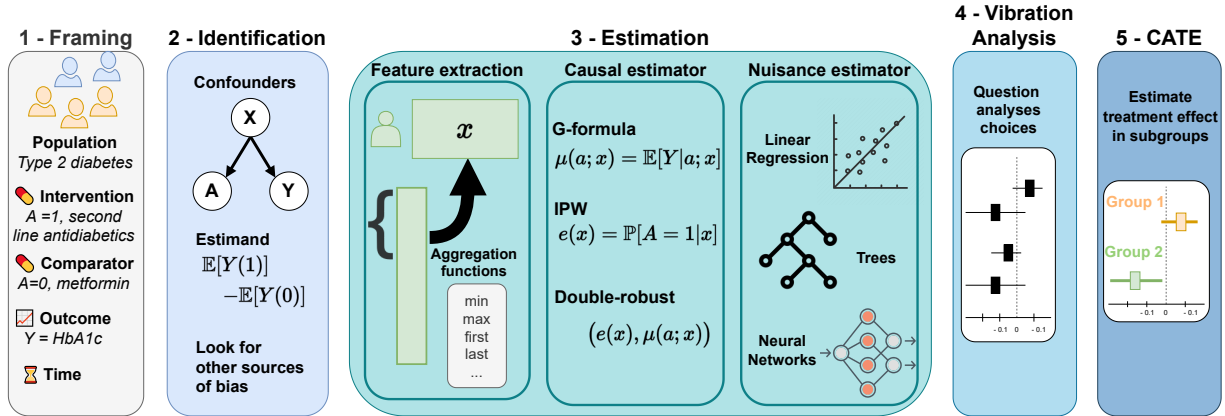 1 - Framing
Population
Type 2 diabetes
Intervention
A =1, second
line antidiabetics
Comparator
A=0, metformin
Outcome
Y = HbA1c
Time
2 - Identification
Confounders
X
A
Y
Estimand
𝔼[Y(1)]
−𝔼[Y(0)]
Look for
other sources
of bias
3 - Estimation
Feature extraction
x
{
Aggregation
functions
min
max
first
last
...
Causal estimator
G-formula
μ(a; x) = 𝔼[Y|a; x]
IPW
e(x) = ℙ[A = 1|x]
Double-robust
(e(x), μ(a; x))
Nuisance estimator
Linear
Regression
Trees
Neural
Networks
4 - Vibration
Analysis
Question
analyses
choices
- 0.1 0 - 0.1
5 - CATE
Estimate
treatment effect
in subgroups
Group 1
Group 2
- 0.1 0 - 0.1